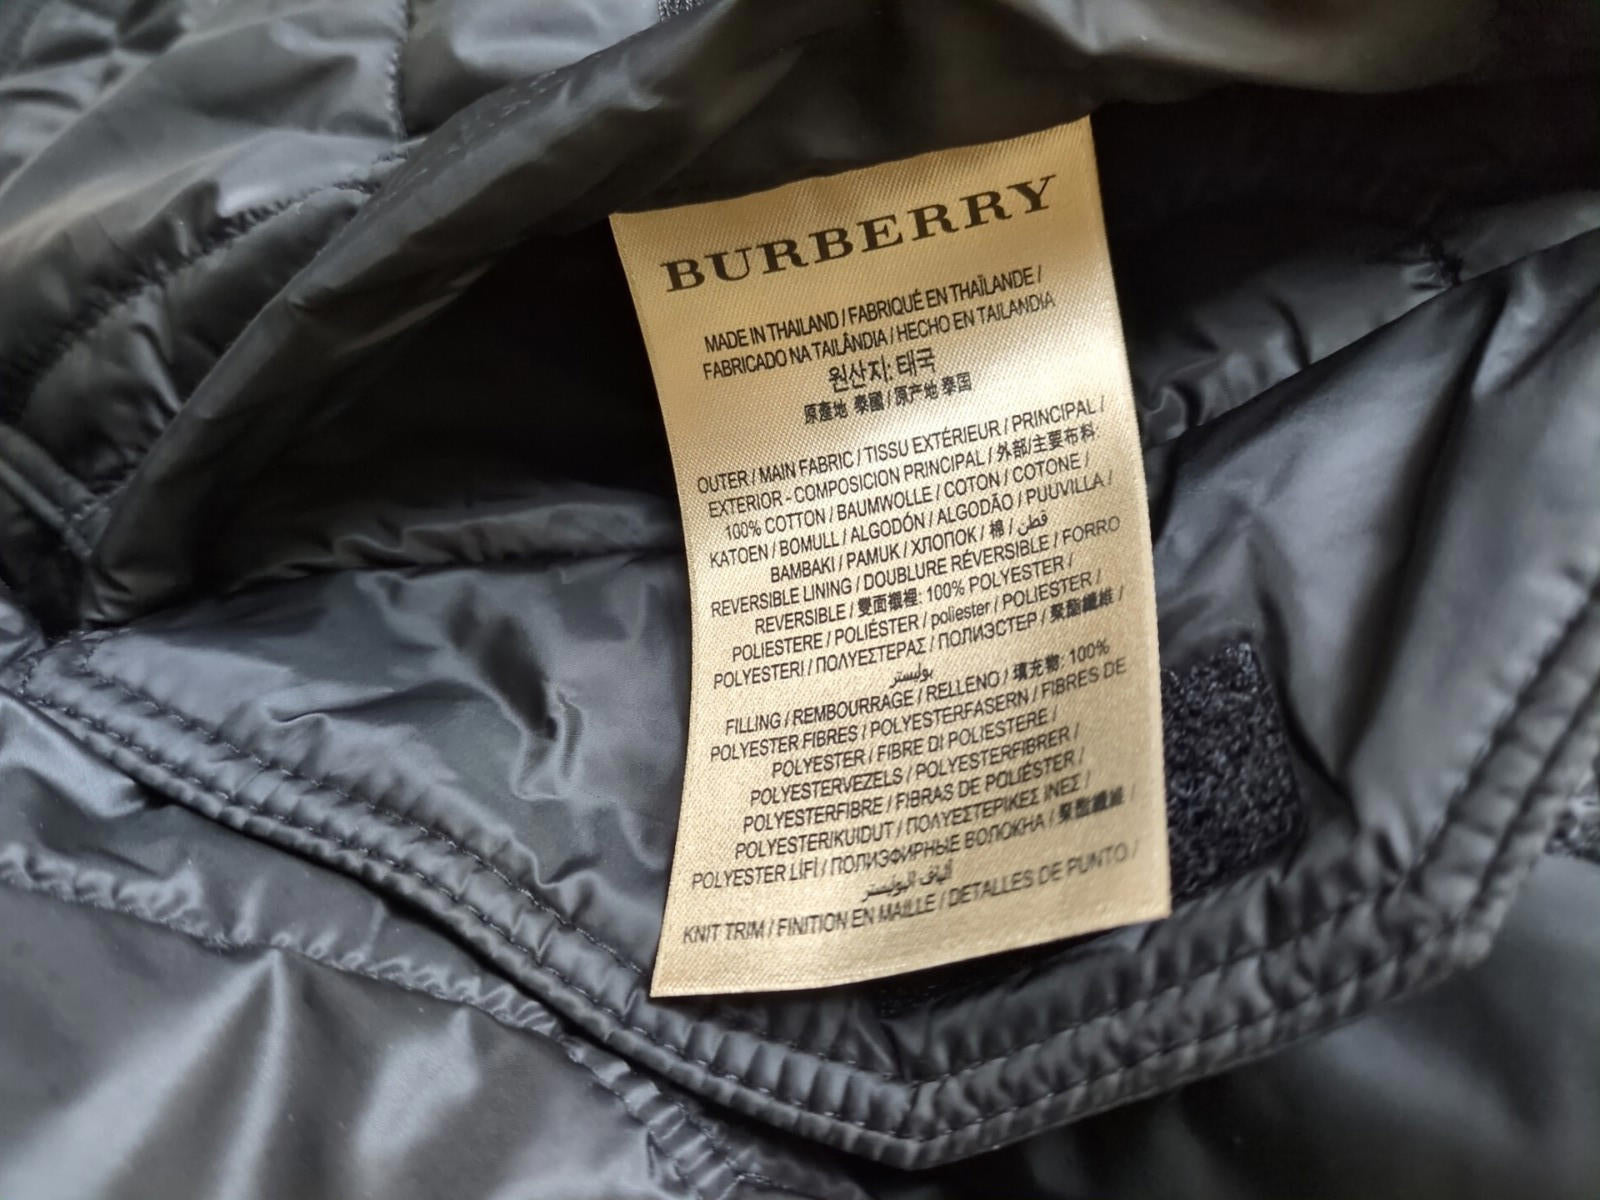 BURBERRY
MADE IN THAILAND / FABRIQUÉ EN THAÏLANDE /
FABRICADO NA TAILÂNDIA / HECHO EN TAILANDIA
원산지: 태국
原產地 泰國 / 原产地 泰国
OUTER / MAIN FABRIC / TISSU EXTÉRIEUR / PRINCIPAL /
EXTERIOR - COMPOSICION PRINCIPAL / 外部/主要布料
100% COTTON / BAUMWOLLE / COTON / COTONE /
KATOEN / BOMULL / ALGODÓN / ALGODÃO / PUUVILLA /
BAMBAKI / PAMUK / ХЛОПОК / 棉 / قطن
REVERSIBLE LINING / DOUBLURE RÉVERSIBLE / FORRO
REVERSIBLE / 雙面襯裡: 100% POLYESTER /
POLIESTERE / POLIÉSTER / poliester / POLIESTER /
POLYESTERI / ΠΟΛΥΕΣΤΕΡΑΣ / ПОЛИЭСТЕР / 聚酯纖維 /
بوليستر
FILLING / REMBOURRAGE / RELLENO / 填充物: 100%
POLYESTER FIBRES / POLYESTERFASERN / FIBRES DE
POLYESTER / FIBRE DI POLIESTERE /
POLYESTERVEZELS / POLYESTERFIBRER /
POLYESTERFIBRE / FIBRAS DE POLIÉSTER /
POLYESTERIKUIDUT / ΠΟΛΥΕΣΤΕΡΙΚΕΣ ΙΝΕΣ /
POLYESTER LİFİ / ПОЛИЭФИРНЫЕ ВОЛОКНА / 聚酯纖維 /
ألياف البوليستر
KNIT TRIM / FINITION EN MAILLE / DETALLES DE PUNTO /